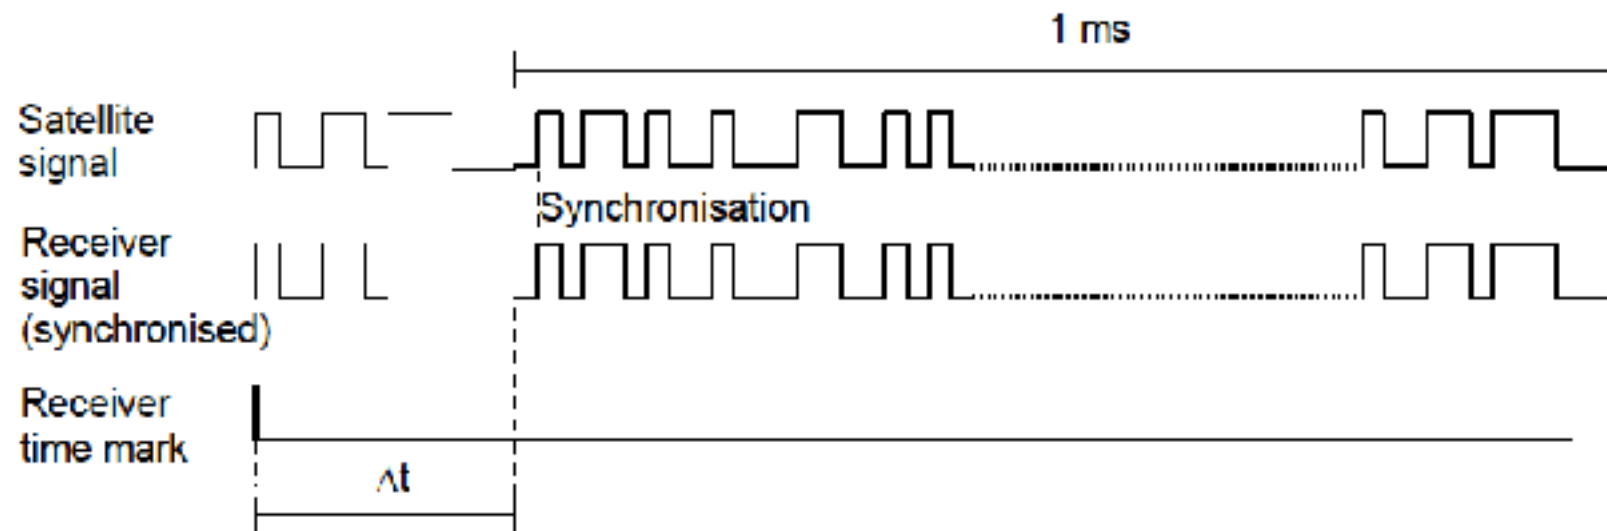 1 ms
Satellite
signal
Synchronisation
Receiver
signal
(synchronised)
Receiver
time mark
Δt